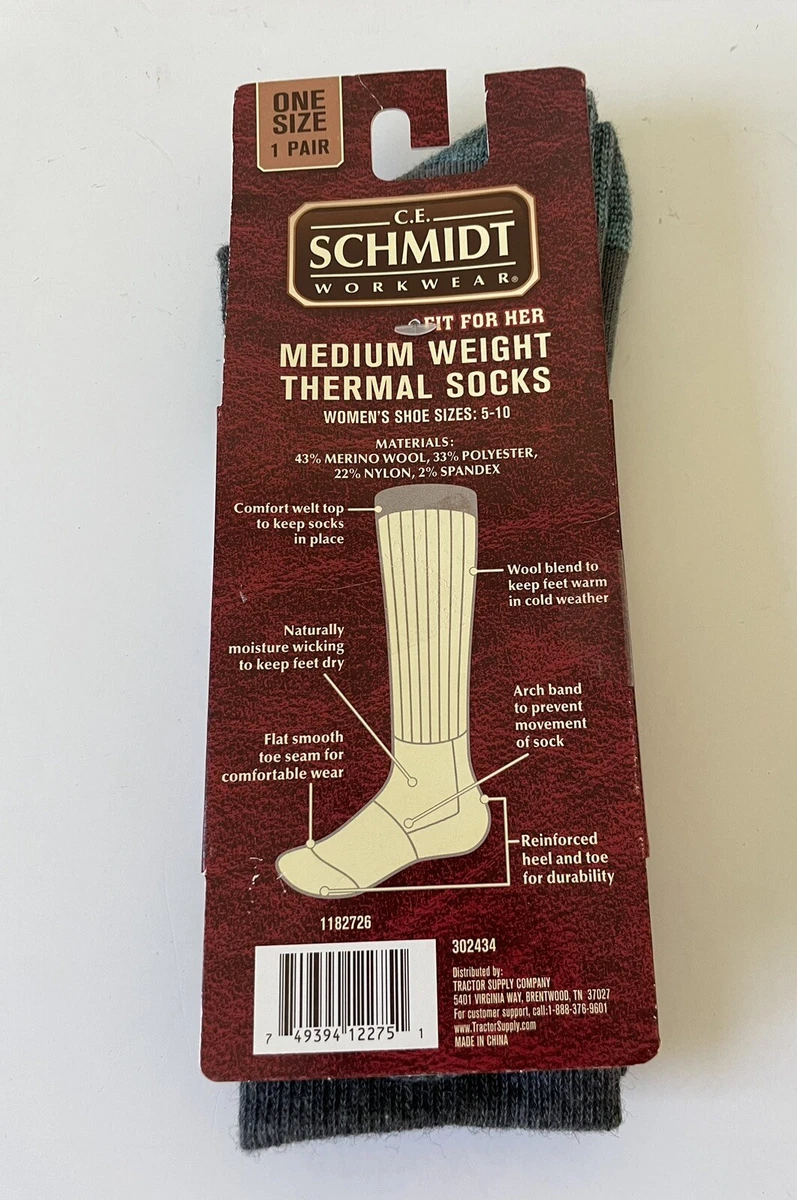 ONE
SIZE
1 PAIR
C.E.
SCHMIDT
WORKWEAR®
FIT FOR HER
MEDIUM WEIGHT
THERMAL SOCKS
WOMEN'S SHOE SIZES: 5-10
MATERIALS:
43% MERINO WOOL, 33% POLYESTER,
22% NYLON, 2% SPANDEX
Comfort welt top
to keep socks
in place
Wool blend to
keep feet warm
in cold weather
Naturally
moisture wicking
to keep feet dry
Arch band
to prevent
movement
of sock
Flat smooth
toe seam for
comfortable wear
Reinforced
heel and toe
for durability
1182726
7 49394 12275 1
302434
Distributed by:
TRACTOR SUPPLY COMPANY
5401 VIRGINIA WAY, BRENTWOOD, TN 37027
For customer support, call:1-888-376-9601
www.TractorSupply.com
MADE IN CHINA